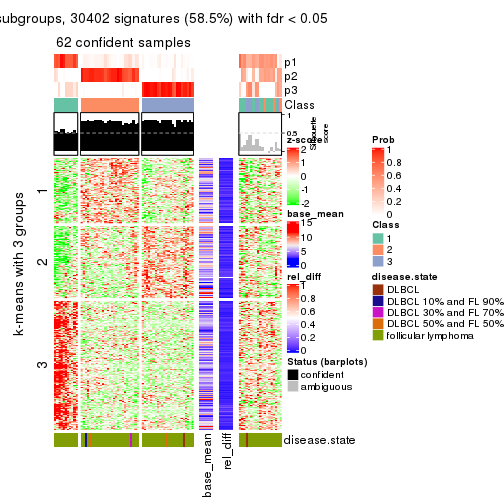 subgroups, 30402 signatures (58.5%) with fdr < 0.05
62 confident samples
p1
p2
p3
Class
1
0.5
0
Silhouette
score
k-means with 3 groups
1
2
3
base_mean
rel_diff
disease.state
z-score
2
1
0
-1
-2
base_mean
15
10
5
0
rel_diff
1
0.8
0.6
0.4
0.2
0
Status (barplots)
confident
ambiguous
Prob
1
0.8
0.6
0.4
0.2
0
Class
1
2
3
disease.state
DLBCL
DLBCL 10% and FL 90%
DLBCL 30% and FL 70%
DLBCL 50% and FL 50%
follicular lymphoma